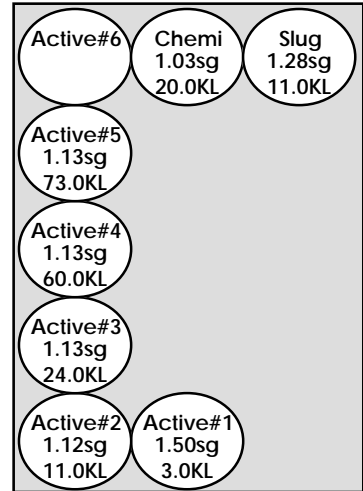 Active#6
Chemi
1.03sg
20.0KL
Slug
1.28sg
11.0KL
Active#5
1.13sg
73.0KL
Active#4
1.13sg
60.0KL
Active#3
1.13sg
24.0KL
Active#2
1.12sg
11.0KL
Active#1
1.50sg
3.0KL